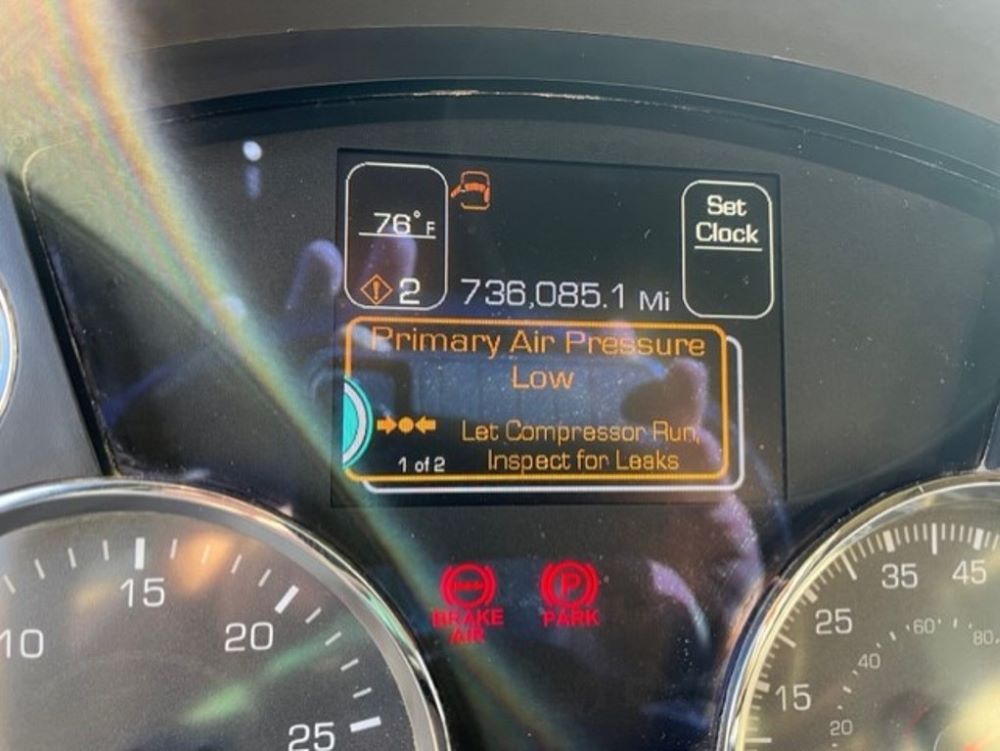 76°F
Set
Clock
2
736,085.1 Mi
Primary Air Pressure
Low
Let Compressor Run,
Inspect for Leaks
1 of 2
BRAKE
AIR
P
PARK
10
15
20
25
15
25
35
45
20
40
60
80